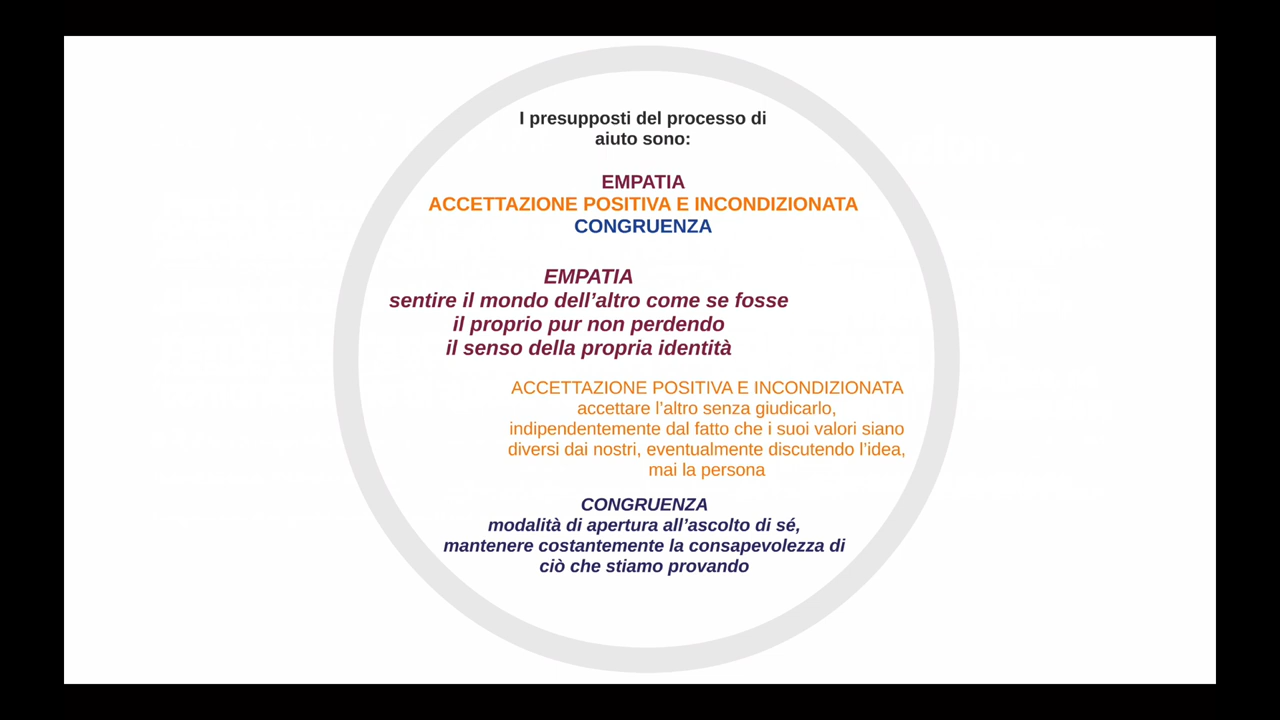 I presupposti del processo di
aiuto sono:
EMPATIA
ACCETTAZIONE POSITIVA E INCONDIZIONATA
CONGRUENZA
EMPATIA
sentire il mondo dell’altro come se fosse
il proprio pur non perdendo
il senso della propria identità
ACCETTAZIONE POSITIVA E INCONDIZIONATA
accettare l’altro senza giudicarlo,
indipendentemente dal fatto che i suoi valori siano
diversi dai nostri, eventualmente discutendo l’idea,
mai la persona
CONGRUENZA
modalità di apertura all’ascolto di sé,
mantenere costantemente la consapevolezza di
ciò che stiamo provando